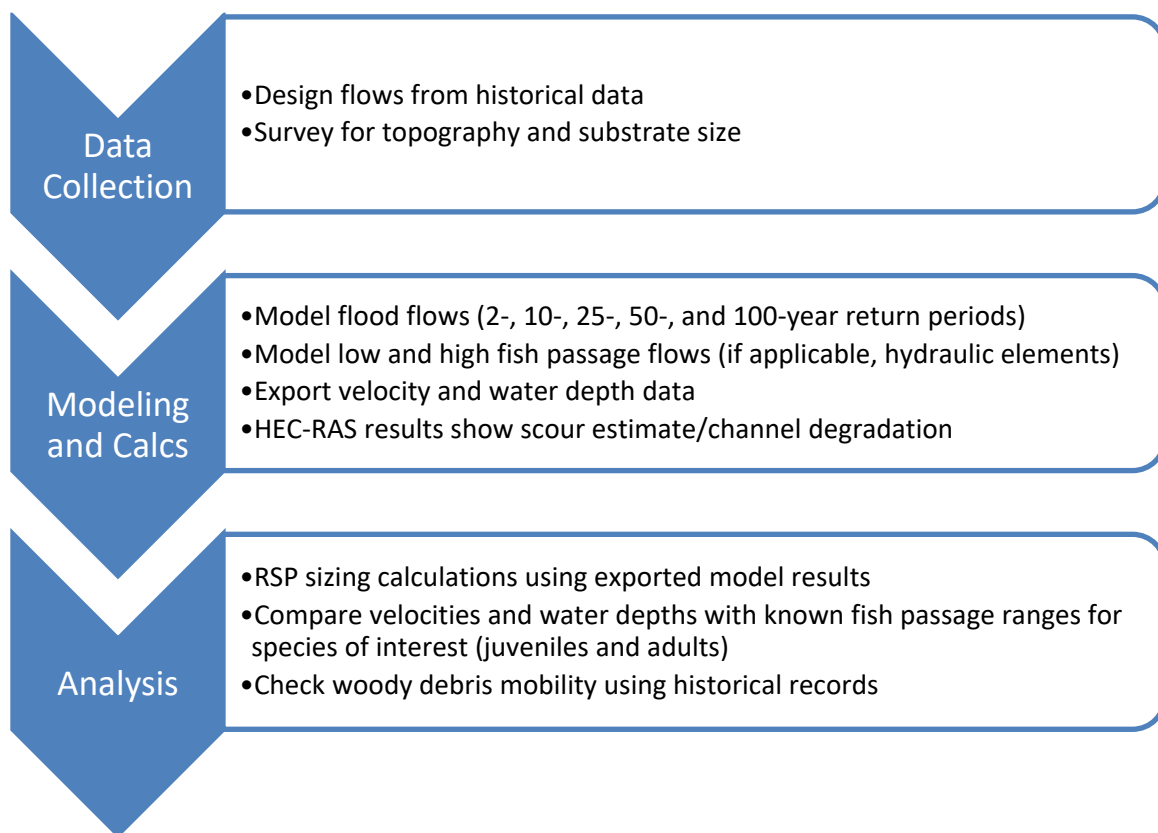 Data
Collection
•Design flows from historical data
•Survey for topography and substrate size
Modeling
and Calcs
•Model flood flows (2-, 10-, 25-, 50-, and 100-year return periods)
•Model low and high fish passage flows (if applicable, hydraulic elements)
•Export velocity and water depth data
•HEC-RAS results show scour estimate/channel degradation
Analysis
•RSP sizing calculations using exported model results
•Compare velocities and water depths with known fish passage ranges for
species of interest (juveniles and adults)
•Check woody debris mobility using historical records